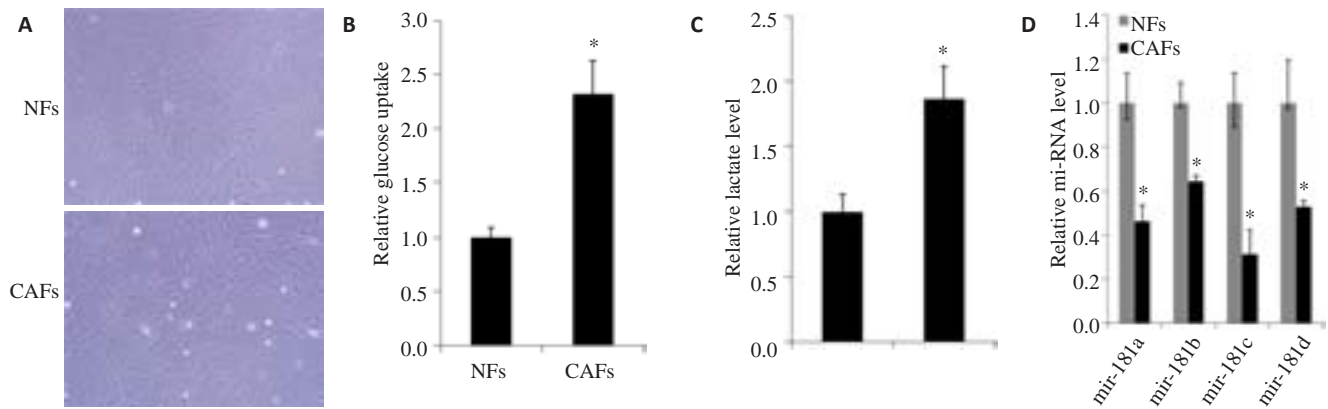 A
NFs
CAFs
B
Relative glucose uptake
3.0
2.5
2.0
1.5
1.0
0.5
0.0
*
NFs CAFs
C
Relative lactate level
2.5
2.0
1.5
1.0
0.5
0.0
*
D
Relative mi-RNA level
1.4
1.2
1.0
0.8
0.6
0.4
0.2
0.0
NFs
CAFs
* * * *
mir-181a
mir-181b
mir-181c
mir-181d